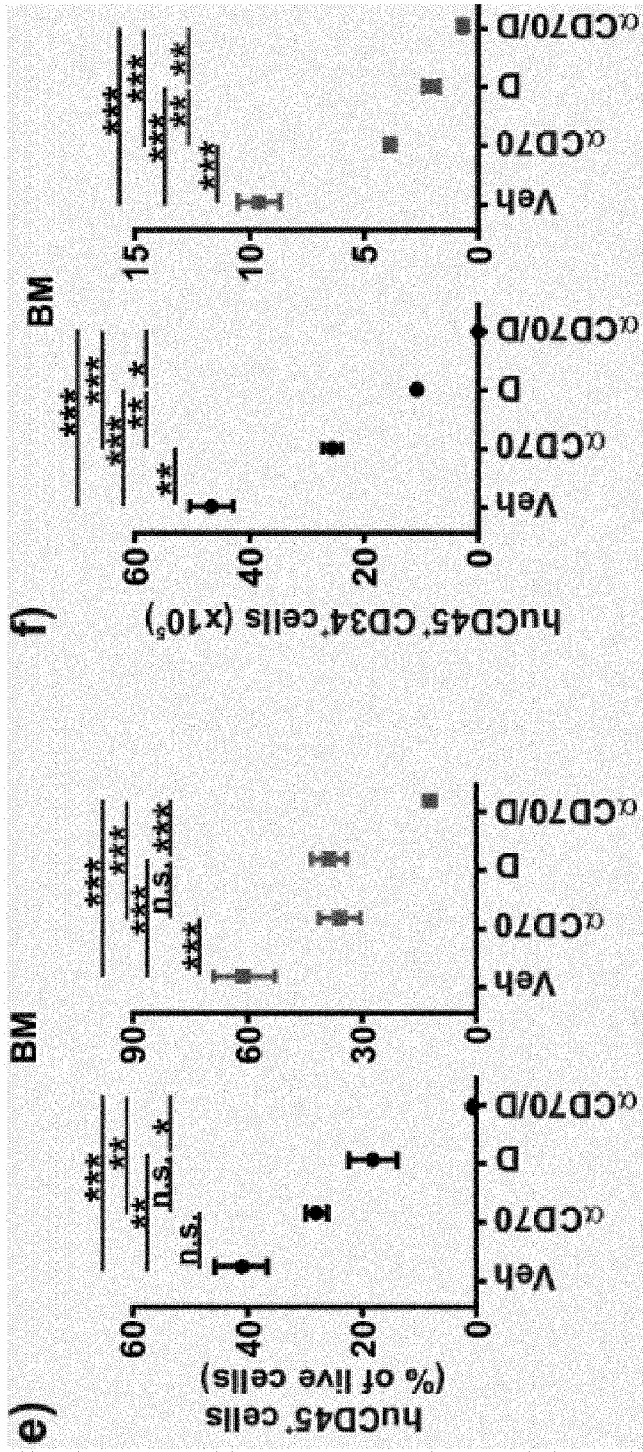 e)
BM
huCD45⁺ cells
(% of live cells)
60
40
20
0
***
**
**
n.s. *
n.s.
Veh
αCD70
D
αCD70/D
90
60
30
0
***
***
***
n.s. ***
***
Veh
αCD70
D
αCD70/D
f)
BM
huCD45⁺CD34⁺cells (x10⁵)
60
40
20
0
***
***
***
** *
**
Veh
αCD70
D
αCD70/D
15
10
5
0
***
***
***
** **
***
Veh
αCD70
D
αCD70/D